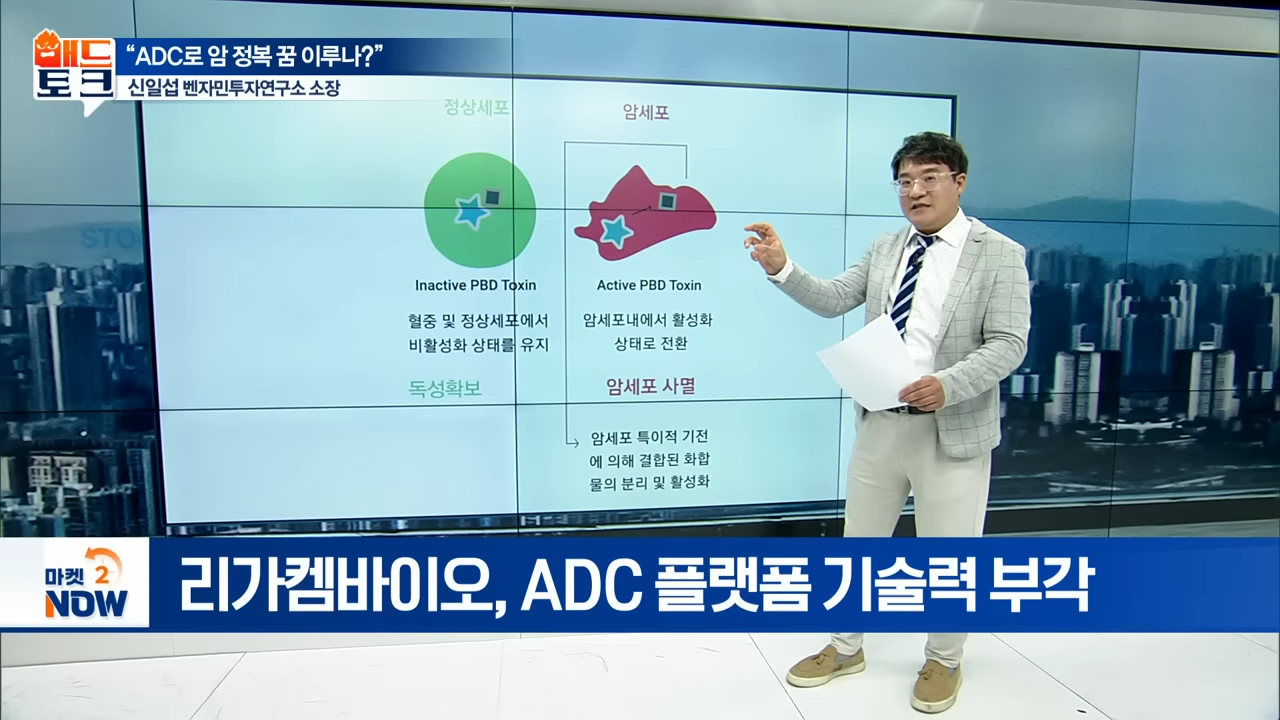 매드
토크
“ADC로 암 정복 꿈 이루나?”
신일섭 벤자민투자연구소 소장
정상세포
암세포
STO
Inactive PBD Toxin
Active PBD Toxin
혈중 및 정상세포에서
비활성화 상태를 유지
암세포내에서 활성화
상태로 전환
독성확보
암세포 사멸
암세포 특이적 기전
에 의해 결합된 화합
물의 분리 및 활성화
마켓 2
NOW
리가켐바이오, ADC 플랫폼 기술력 부각